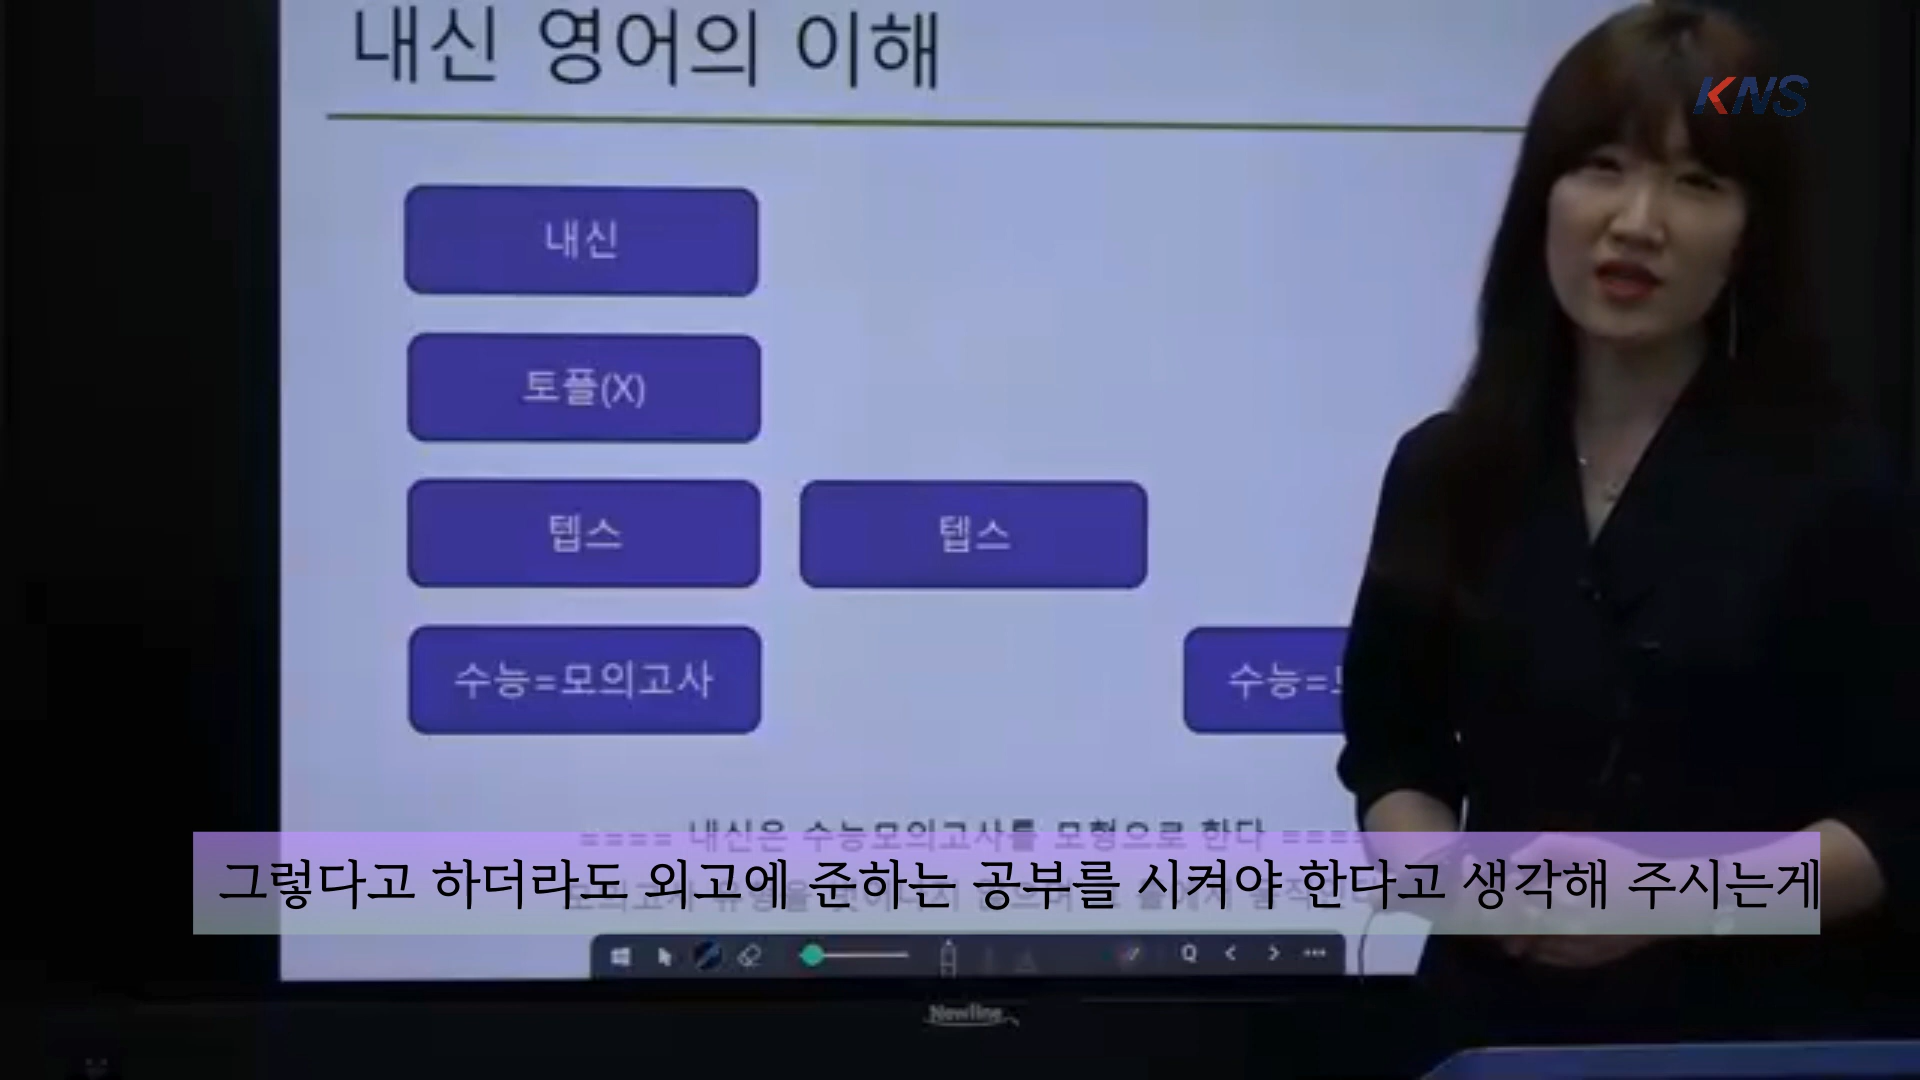 내신 영어의 이해
KNS
내신
토플(X)
텝스 텝스
수능=모의고사 수능=
==== 내신은 수능모의고사를 모형으로 한다 ====
그렇다고 하더라도 외고에 준하는 공부를 시켜야 한다고 생각해 주시는게
Newline